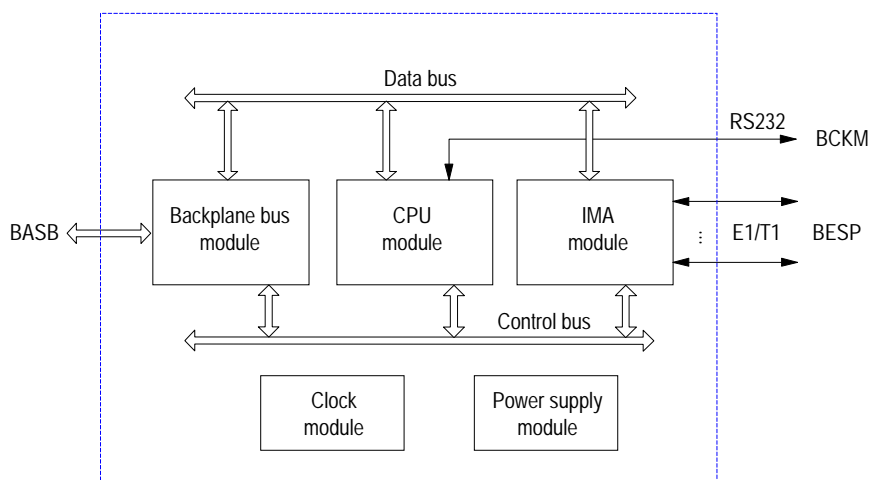 Data bus
RS232
BCKM
Backplane bus
module
CPU
module
IMA
module
BASB
...
E1/T1
BESP
Control bus
Clock
module
Power supply
module